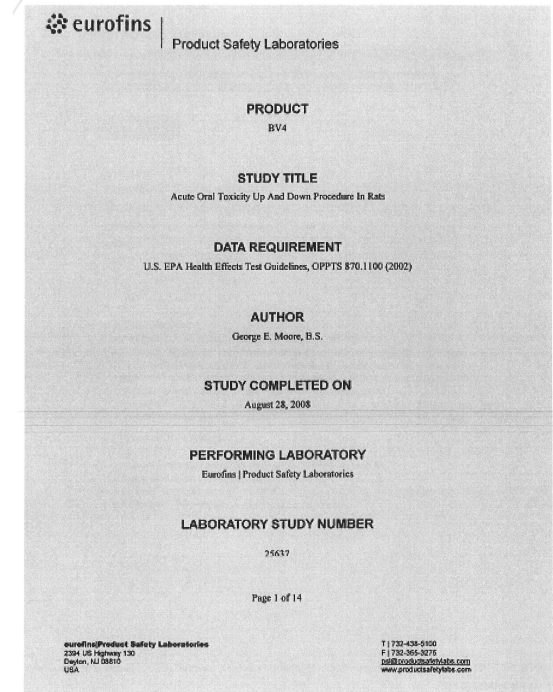 eurofins
Product Safety Laboratories
PRODUCT
BV4
STUDY TITLE
Acute Oral Toxicity Up And Down Procedure In Rats
DATA REQUIREMENT
U.S. EPA Health Effects Test Guidelines, OPPTS 870.1100 (2002)
AUTHOR
George E. Moore, B.S.
STUDY COMPLETED ON
August 28, 2008
PERFORMING LABORATORY
Eurofins | Product Safety Laboratories
LABORATORY STUDY NUMBER
25637
Page 1 of 14
eurofins|Product Safety Laboratories
2394 US Highway 130
Dayton, NJ 08810
USA
T | 732-438-5100
F | 732-355-3275
psl@productsafetylabs.com
www.productsafetylabs.com